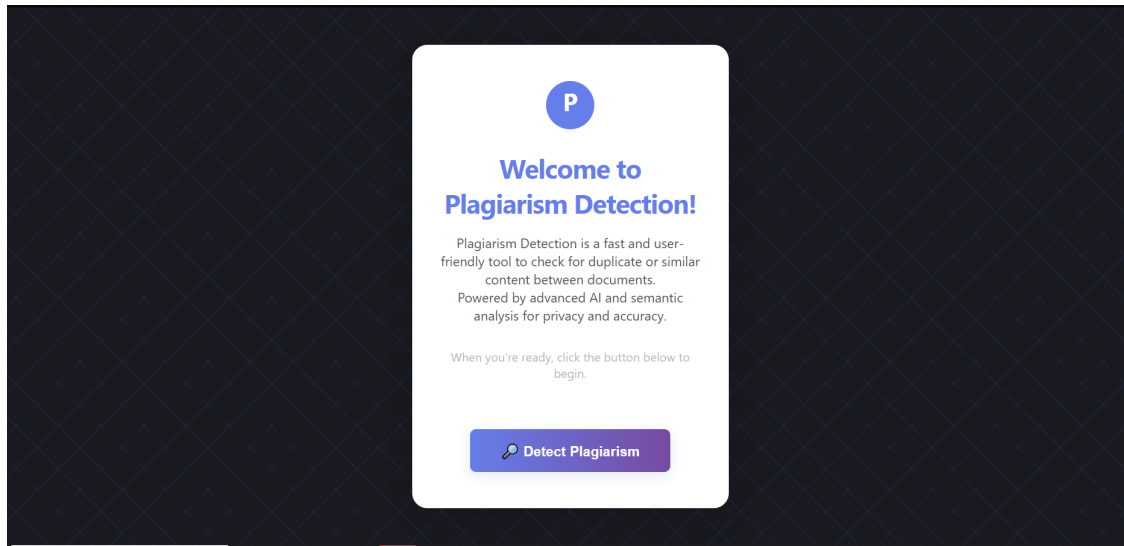 P
Welcome to
Plagiarism Detection!
Plagiarism Detection is a fast and user-
friendly tool to check for duplicate or similar
content between documents.
Powered by advanced AI and semantic
analysis for privacy and accuracy.
When you're ready, click the button below to
begin.
🔎 Detect Plagiarism